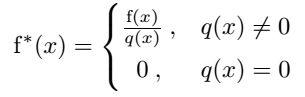 f*(x) = { f(x)/q(x) , q(x) ≠ 0
0 , q(x) = 0